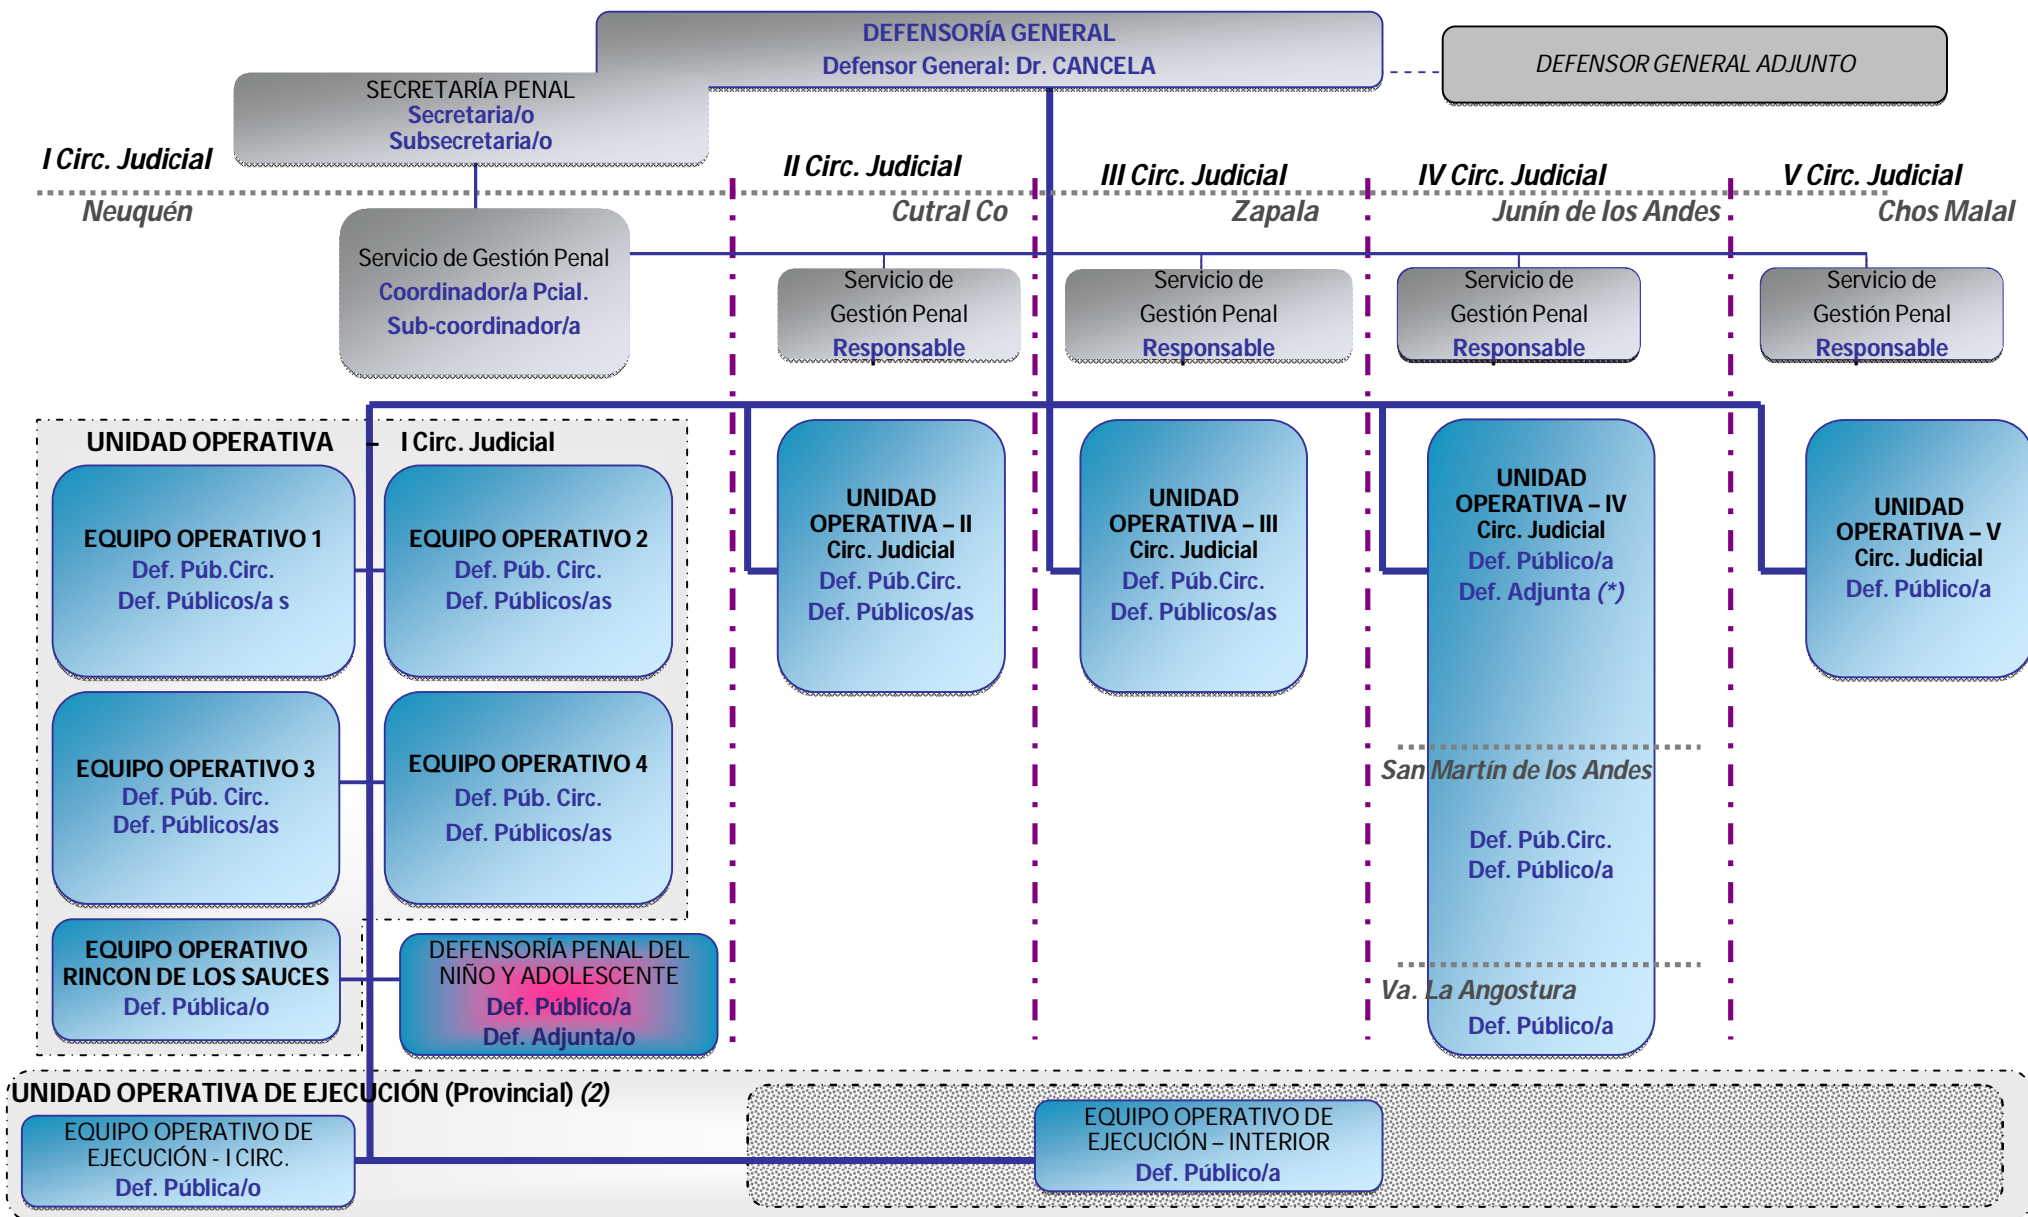 DEFENSORÍA GENERAL
Defensor General: Dr. CANCELA
DEFENSOR GENERAL ADJUNTO
SECRETARÍA PENAL
Secretaria/o
Subsecretaria/o
I Circ. Judicial
II Circ. Judicial
III Circ. Judicial
IV Circ. Judicial
V Circ. Judicial
Neuquén
Cutral Co
Zapala
Junín de los Andes
Chos Malal
Servicio de Gestión Penal
Coordinador/a Pcial.
Sub-coordinador/a
Servicio de
Gestión Penal
Responsable
Servicio de
Gestión Penal
Responsable
Servicio de
Gestión Penal
Responsable
Servicio de
Gestión Penal
Responsable
UNIDAD OPERATIVA – I Circ. Judicial
EQUIPO OPERATIVO 1
Def. Púb.Circ.
Def. Públicos/a s
EQUIPO OPERATIVO 2
Def. Púb. Circ.
Def. Públicos/as
EQUIPO OPERATIVO 3
Def. Púb. Circ.
Def. Públicos/as
EQUIPO OPERATIVO 4
Def. Púb. Circ.
Def. Públicos/as
EQUIPO OPERATIVO
RINCON DE LOS SAUCES
Def. Pública/o
DEFENSORÍA PENAL DEL
NIÑO Y ADOLESCENTE
Def. Público/a
Def. Adjunta/o
UNIDAD
OPERATIVA – II
Circ. Judicial
Def. Púb.Circ.
Def. Públicos/as
UNIDAD
OPERATIVA – III
Circ. Judicial
Def. Púb.Circ.
Def. Públicos/as
UNIDAD
OPERATIVA – IV
Circ. Judicial
Def. Público/a
Def. Adjunta (*)
San Martín de los Andes
Def. Púb.Circ.
Def. Público/a
Va. La Angostura
Def. Público/a
UNIDAD
OPERATIVA – V
Circ. Judicial
Def. Público/a
UNIDAD OPERATIVA DE EJECUCIÓN (Provincial) (2)
EQUIPO OPERATIVO DE
EJECUCIÓN - I CIRC.
Def. Pública/o
EQUIPO OPERATIVO DE
EJECUCIÓN – INTERIOR
Def. Público/a